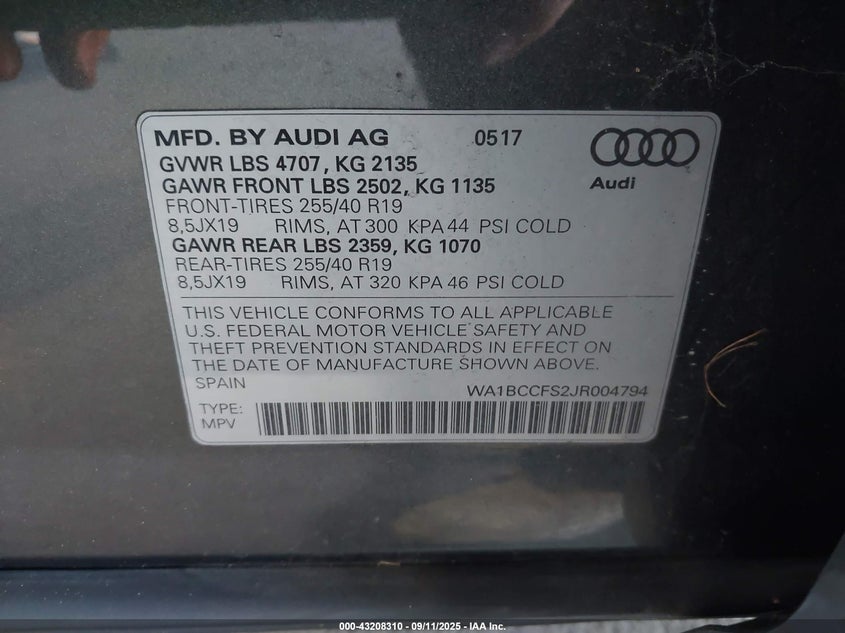 MFD. BY AUDI AG 0517
GVWR LBS 4707, KG 2135
GAWR FRONT LBS 2502, KG 1135
Audi
FRONT-TIRES 255/40 R19
8,5JX19 RIMS, AT 300 KPA 44 PSI COLD
GAWR REAR LBS 2359, KG 1070
REAR-TIRES 255/40 R19
8,5JX19 RIMS, AT 320 KPA 46 PSI COLD
THIS VEHICLE CONFORMS TO ALL APPLICABLE
U.S. FEDERAL MOTOR VEHICLE SAFETY AND
THEFT PREVENTION STANDARDS IN EFFECT ON
THE DATE OF MANUFACTURE SHOWN ABOVE.
SPAIN WA1BCCFS2JR004794
TYPE:
MPV
000-43208310 - 09/11/2025 - IAA Inc.